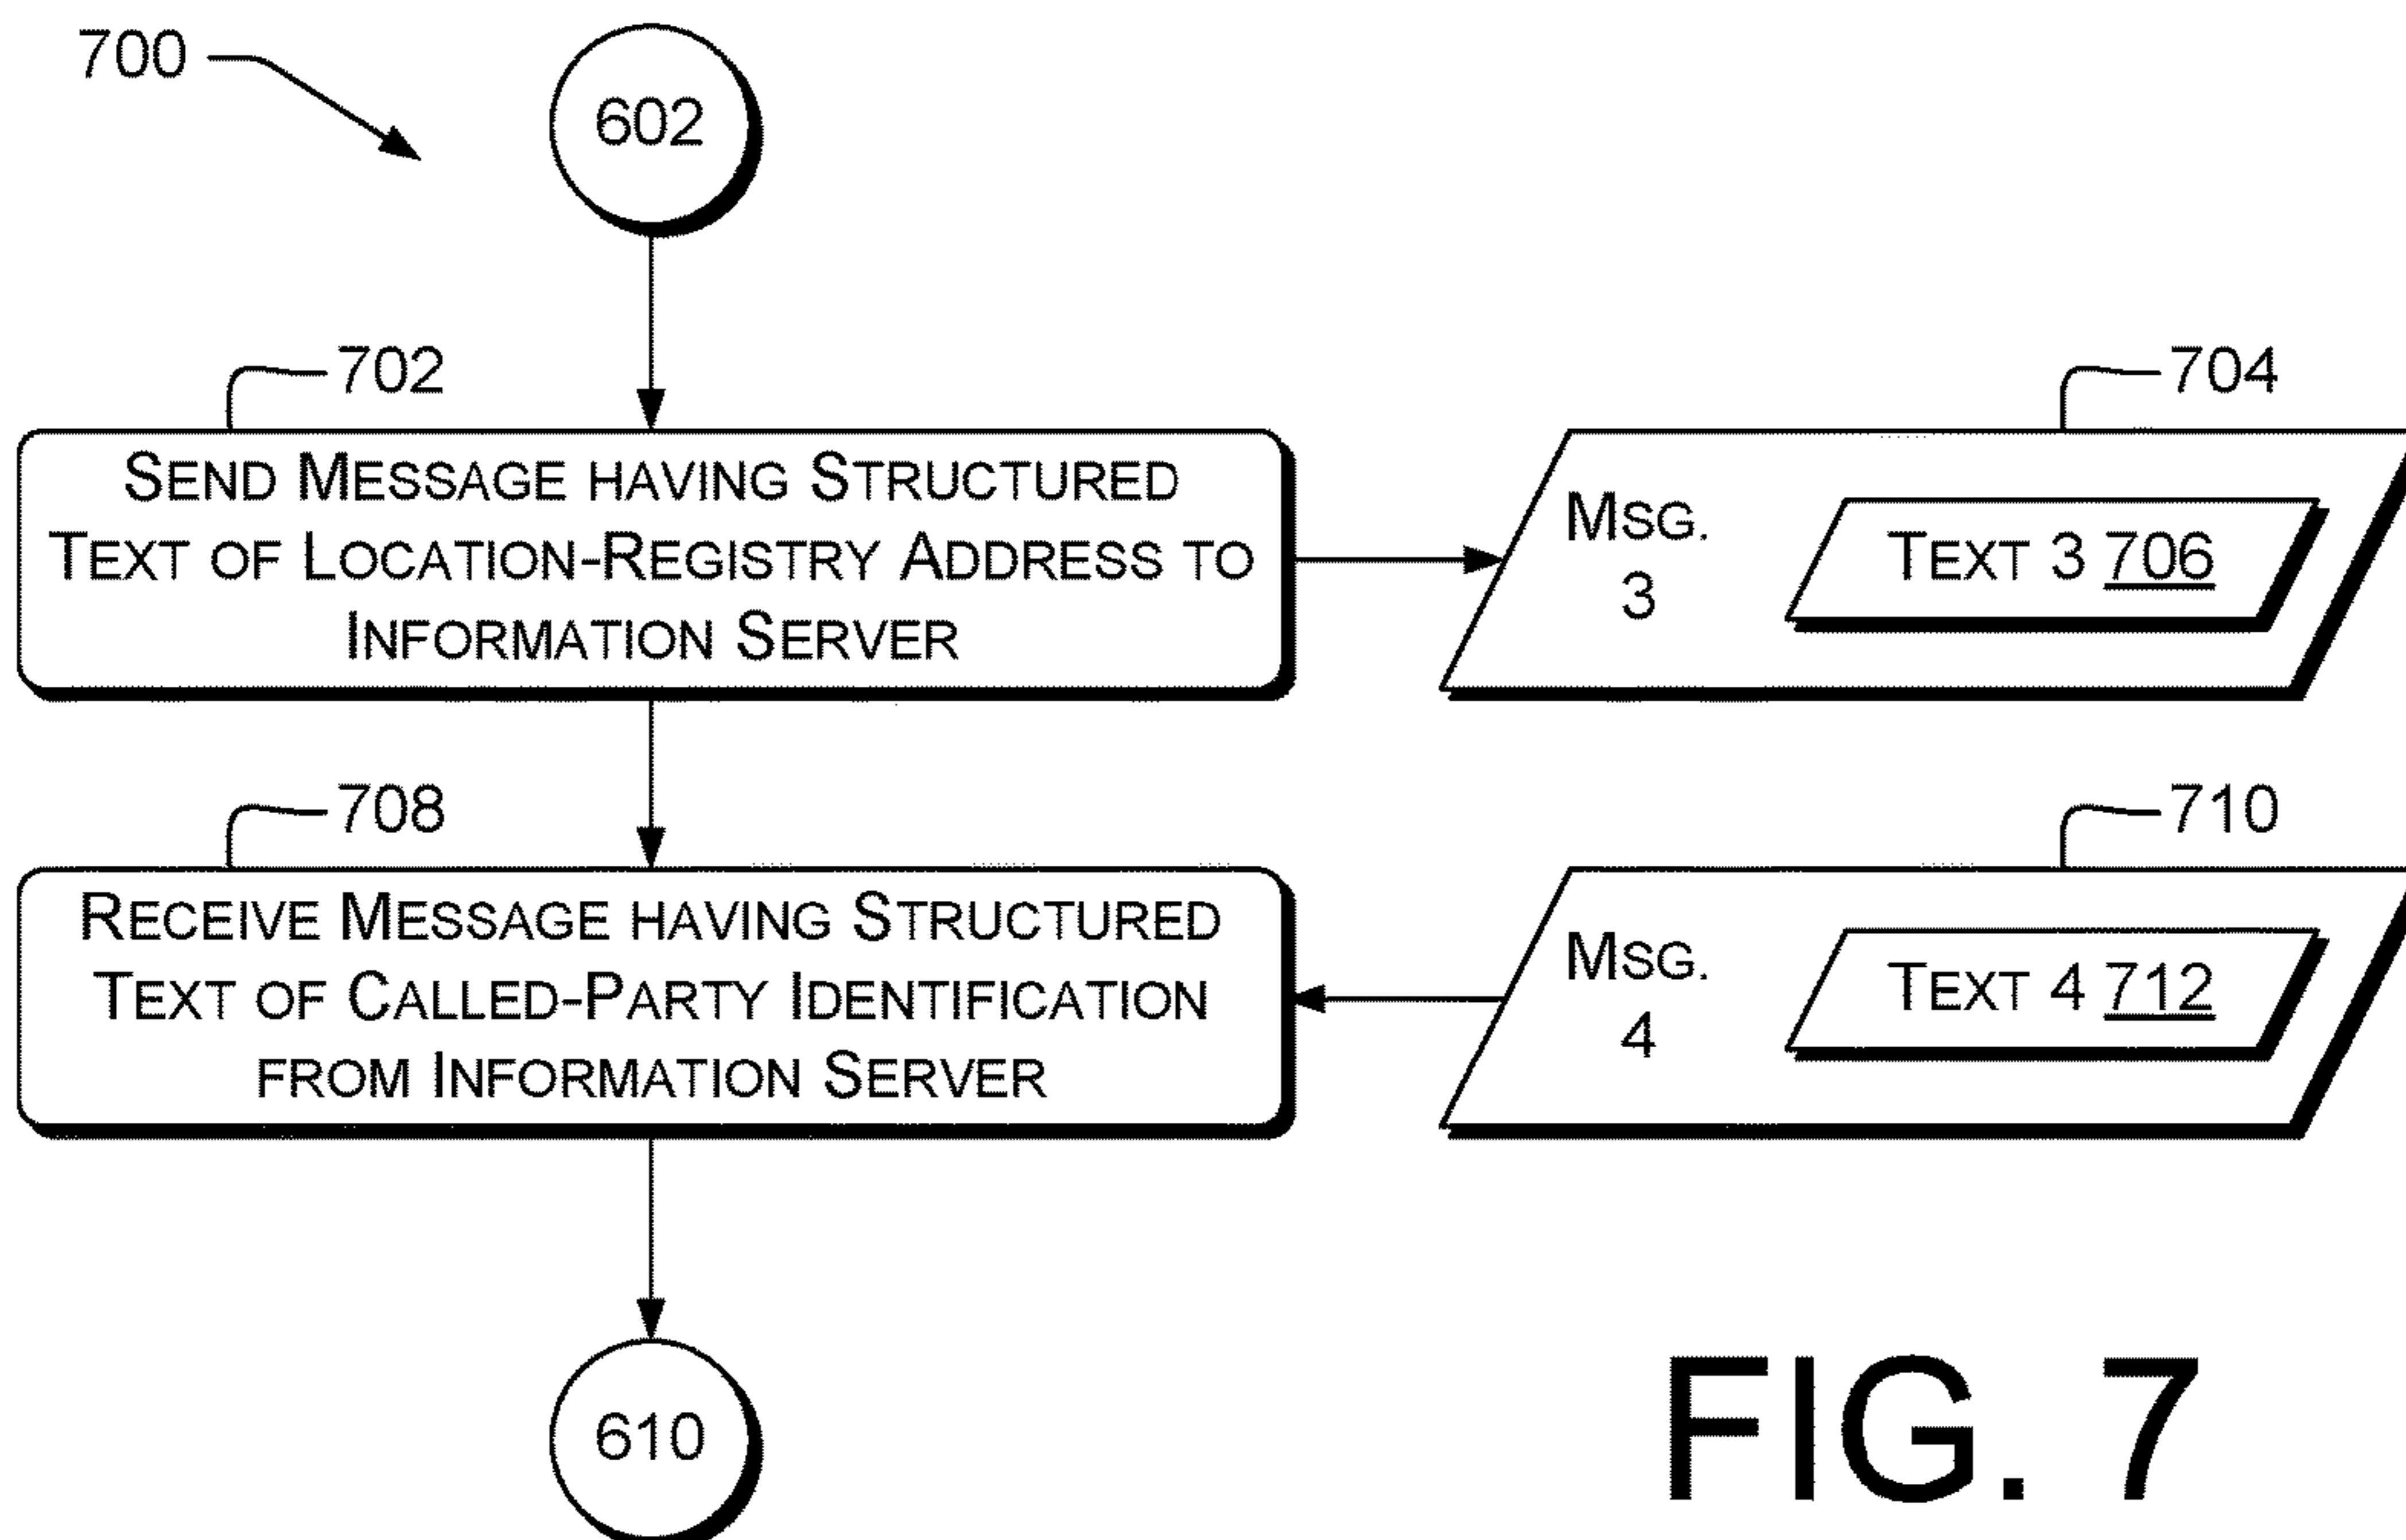 700
602
702
SEND MESSAGE HAVING STRUCTURED
TEXT OF LOCATION-REGISTRY ADDRESS TO
INFORMATION SERVER
704
MSG.
3
TEXT 3 706
708
RECEIVE MESSAGE HAVING STRUCTURED
TEXT OF CALLED-PARTY IDENTIFICATION
FROM INFORMATION SERVER
710
MSG.
4
TEXT 4 712
610
FIG. 7